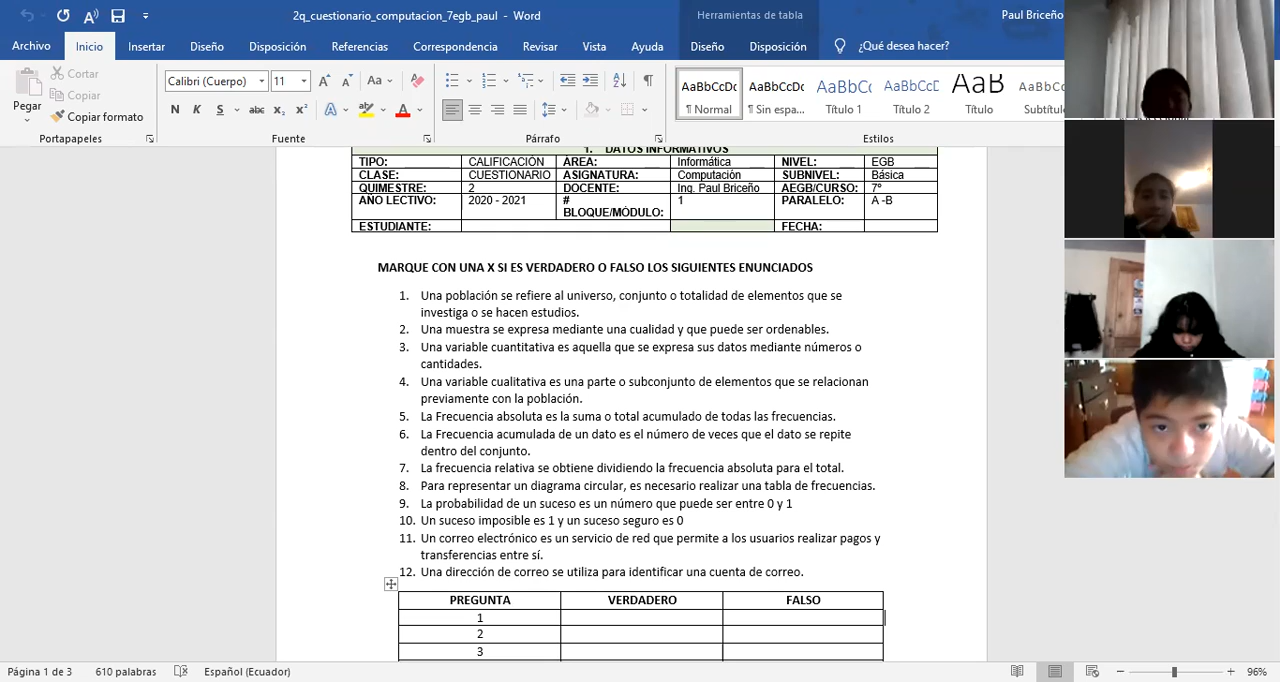 2q_cuestionario_computacion_7egb_paul - Word
Herramientas de tabla
Paul Briceño
Archivo Inicio Insertar Diseño Disposición Referencias Correspondencia Revisar Vista Ayuda Diseño Disposición ¿Qué desea hacer?
Pegar
Cortar
Copiar
Copiar formato
Portapapeles
Calibri (Cuerpo) 11
Aa
N K S abc x₂ x²
Fuente
Párrafo
AaBbCcDc AaBbCcDc AaBbC AaBbCcD AaB AaBbC
¶ Normal ¶ Sin espa... Título 1 Título 2 Título Subtítu
Estilos
1. DATOS INFORMATIVOS
TIPO: CALIFICACIÓN ÁREA: Informática NIVEL: EGB
CLASE: CUESTIONARIO ASIGNATURA: Computación SUBNIVEL: Básica
QUIMESTRE: 2 DOCENTE: Ing. Paul Briceño AEGB/CURSO: 7º
AÑO LECTIVO: 2020 - 2021 # BLOQUE/MÓDULO: 1 PARALELO: A -B
ESTUDIANTE: FECHA:
MARQUE CON UNA X SI ES VERDADERO O FALSO LOS SIGUIENTES ENUNCIADOS
1. Una población se refiere al universo, conjunto o totalidad de elementos que se
investiga o se hacen estudios.
2. Una muestra se expresa mediante una cualidad y que puede ser ordenables.
3. Una variable cuantitativa es aquella que se expresa sus datos mediante números o
cantidades.
4. Una variable cualitativa es una parte o subconjunto de elementos que se relacionan
previamente con la población.
5. La Frecuencia absoluta es la suma o total acumulado de todas las frecuencias.
6. La Frecuencia acumulada de un dato es el número de veces que el dato se repite
dentro del conjunto.
7. La frecuencia relativa se obtiene dividiendo la frecuencia absoluta para el total.
8. Para representar un diagrama circular, es necesario realizar una tabla de frecuencias.
9. La probabilidad de un suceso es un número que puede ser entre 0 y 1
10. Un suceso imposible es 1 y un suceso seguro es 0
11. Un correo electrónico es un servicio de red que permite a los usuarios realizar pagos y
transferencias entre sí.
12. Una dirección de correo se utiliza para identificar una cuenta de correo.
PREGUNTA VERDADERO FALSO
1
2
3
Página 1 de 3 610 palabras Español (Ecuador) 96%